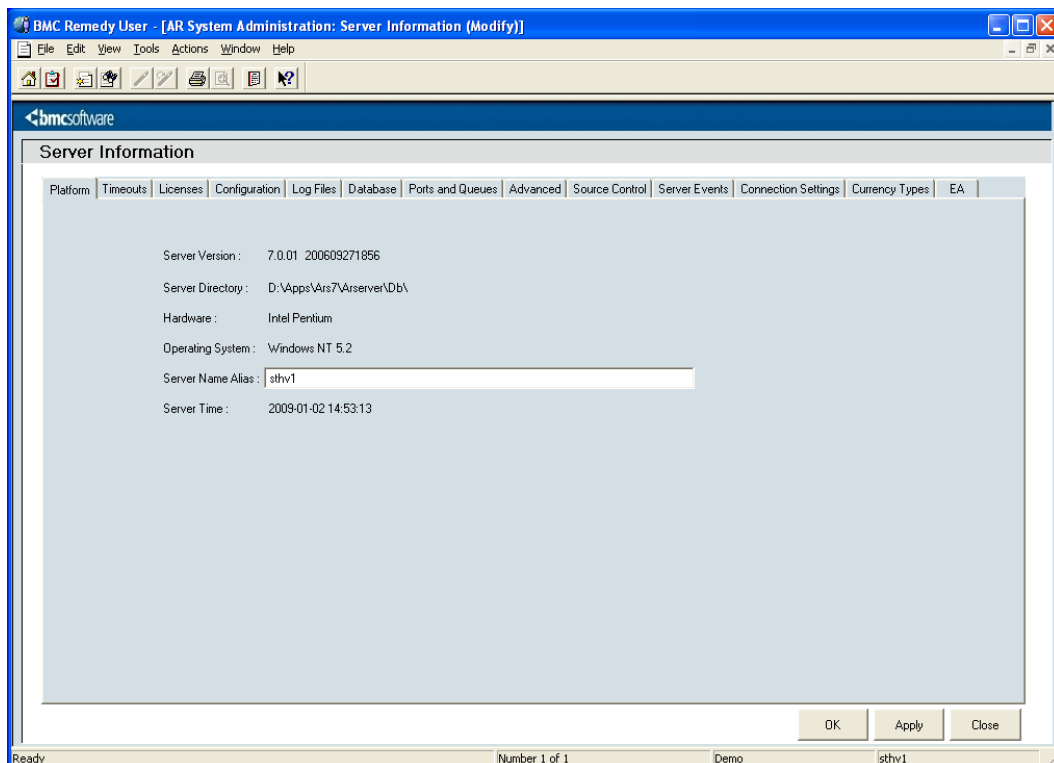 BMC Remedy User - [AR System Administration: Server Information (Modify)]
File Edit View Tools Actions Window Help
bmcsoftware
Server Information
Platform Timeouts Licenses Configuration Log Files Database Ports and Queues Advanced Source Control Server Events Connection Settings Currency Types EA
Server Version : 7.0.01 200609271856
Server Directory : D:\Apps\Ars7\Arserver\Db\
Hardware : Intel Pentium
Operating System : Windows NT 5.2
Server Name Alias : sthv1
Server Time : 2009-01-02 14:53:13
OK Apply Close
Ready Number 1 of 1 Demo sthv1